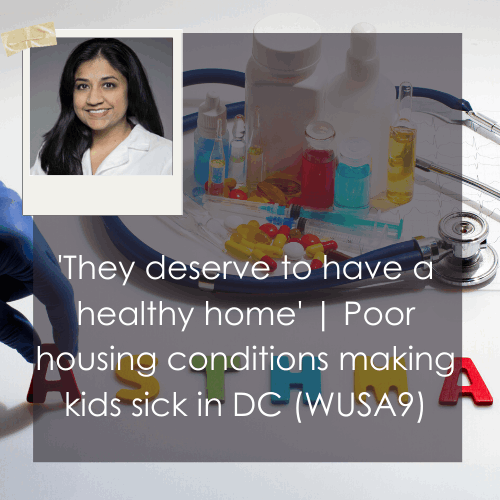 'They deserve to have a
healthy home' | Poor
housing conditions making
kids sick in DC (WUSA9)
ASTHMA